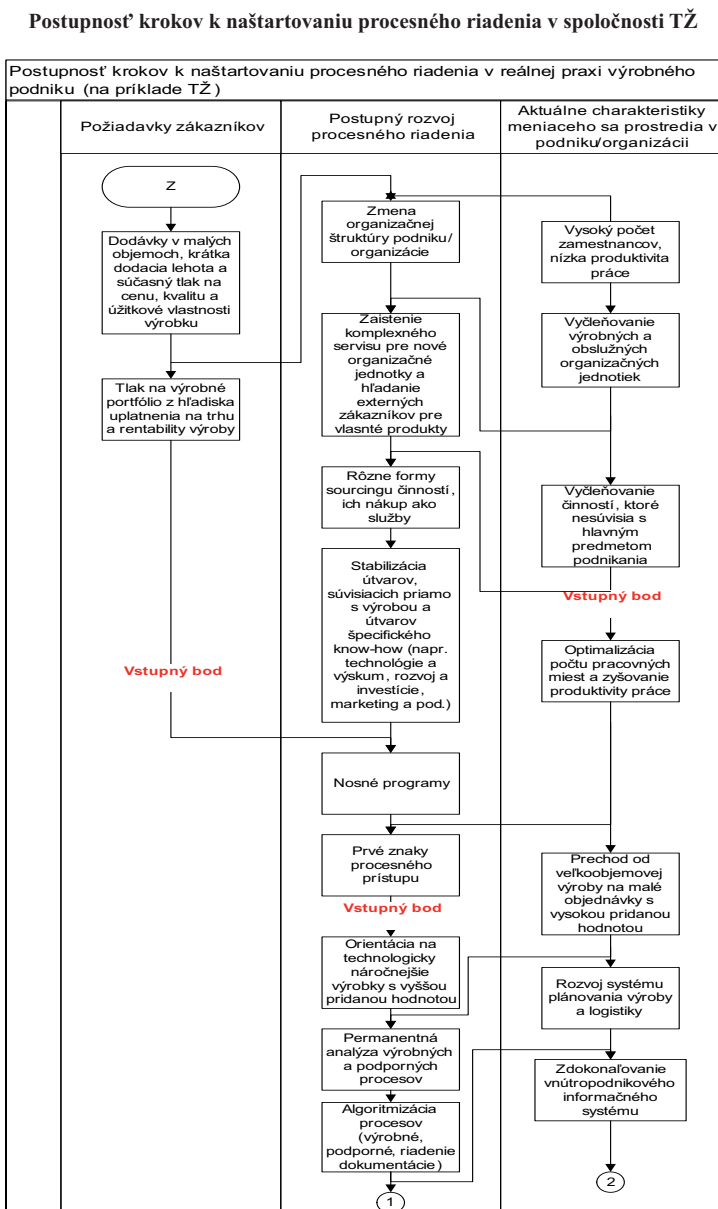 Postupnosť krokov k naštartovaniu procesného riadenia v spoločnosti TŽ
Postupnosť krokov k naštartovaniu procesného riadenia v reálnej praxi výrobného
podniku (na príklade TŽ)
Požiadavky zákazníkov
Postupný rozvoj
procesného riadenia
Aktuálne charakteristiky
meniaceho sa prostredia v
podniku/organizácii
Z
Dodávky v malých
objemoch, krátka
dodacia lehota a
súčasný tlak na
cenu, kvalitu a
úžitkové vlastnosti
výrobku
Tlak na výrobné
portfólio z hľadiska
uplatnenia na trhu
a rentability výroby
Vstupný bod
Zmena
organizačnej
štruktúry podniku/
organizácie
Zaistenie
komplexného
servisu pre nové
organizačné
jednotky a
hľadanie
externých
zákazníkov pre
vlasnté produkty
Rôzne formy
sourcingu činností,
ich nákup ako
služby
Stabilizácia
útvarov,
súvisiacich priamo
s výrobou a
útvarov
špecifického
know-how (napr.
technológie a
výskum, rozvoj a
investície,
marketing a pod.)
Nosné programy
Prvé znaky
procesného
prístupu
Vstupný bod
Orientácia na
technologicky
náročnejšie
výrobky s vyššou
pridanou hodnotou
Permanentná
analýza výrobných
a podporných
procesov
Algoritmizácia
procesov
(výrobné,
podporné, riadenie
dokumentácie)
1
Vysoký počet
zamestnancov,
nízka produktivita
práce
Vyčleňovanie
výrobných a
obslužných
organizačných
jednotiek
Vyčleňovanie
činností, ktoré
nesúvisia s
hlavným
predmetom
podnikania
Vstupný bod
Optimalizácia
počtu pracovných
miest a zyšovanie
produktivity práce
Prechod od
veľkoobjemovej
výroby na malé
objednávky s
vysokou pridanou
hodnotou
Rozvoj systému
plánovania výroby
a logistiky
Zdokonaľovanie
vnútropodnikového
informačného
systému
2